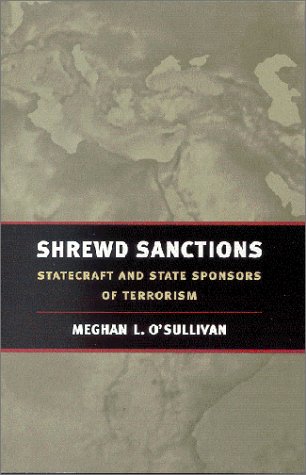 SHREWD SANCTIONS
STATECRAFT AND STATE SPONSORS
OF TERRORISM
MEGHAN L. O'SULLIVAN